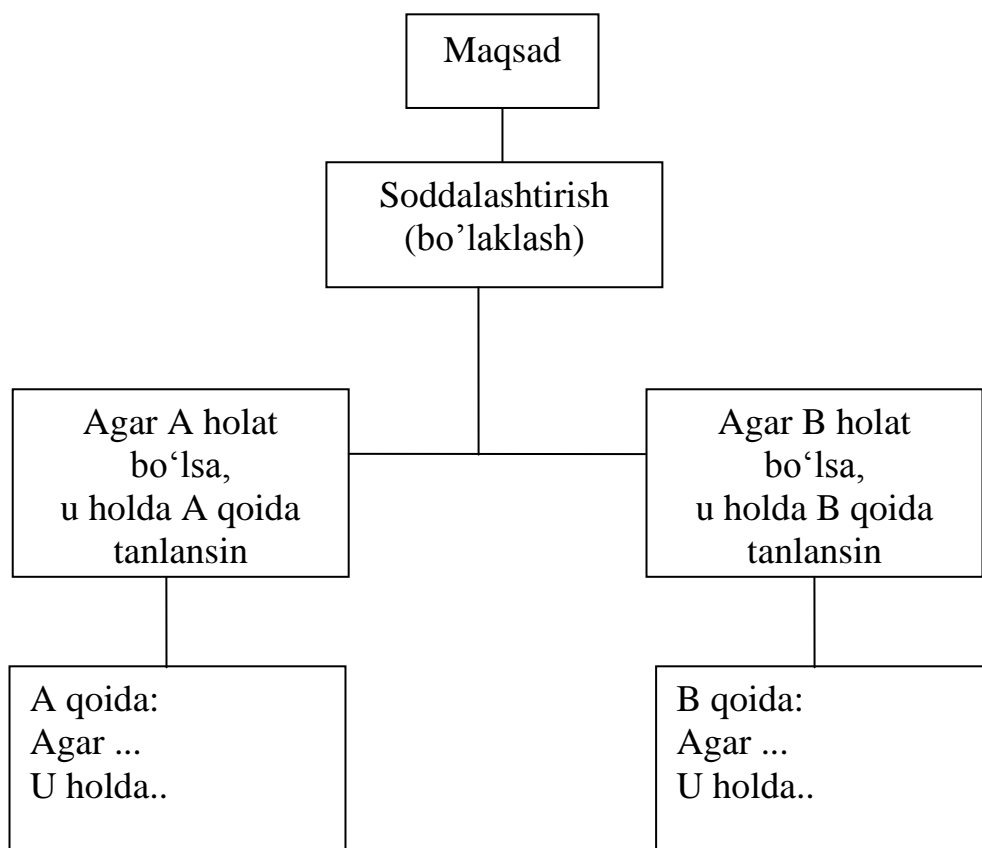 Maqsad
Soddalashtirish
(bo’laklash)
Agar A holat
bo‘lsa,
u holda A qoida
tanlansin
Agar B holat
bo‘lsa,
u holda B qoida
tanlansin
A qoida:
Agar ...
U holda..
B qoida:
Agar ...
U holda..